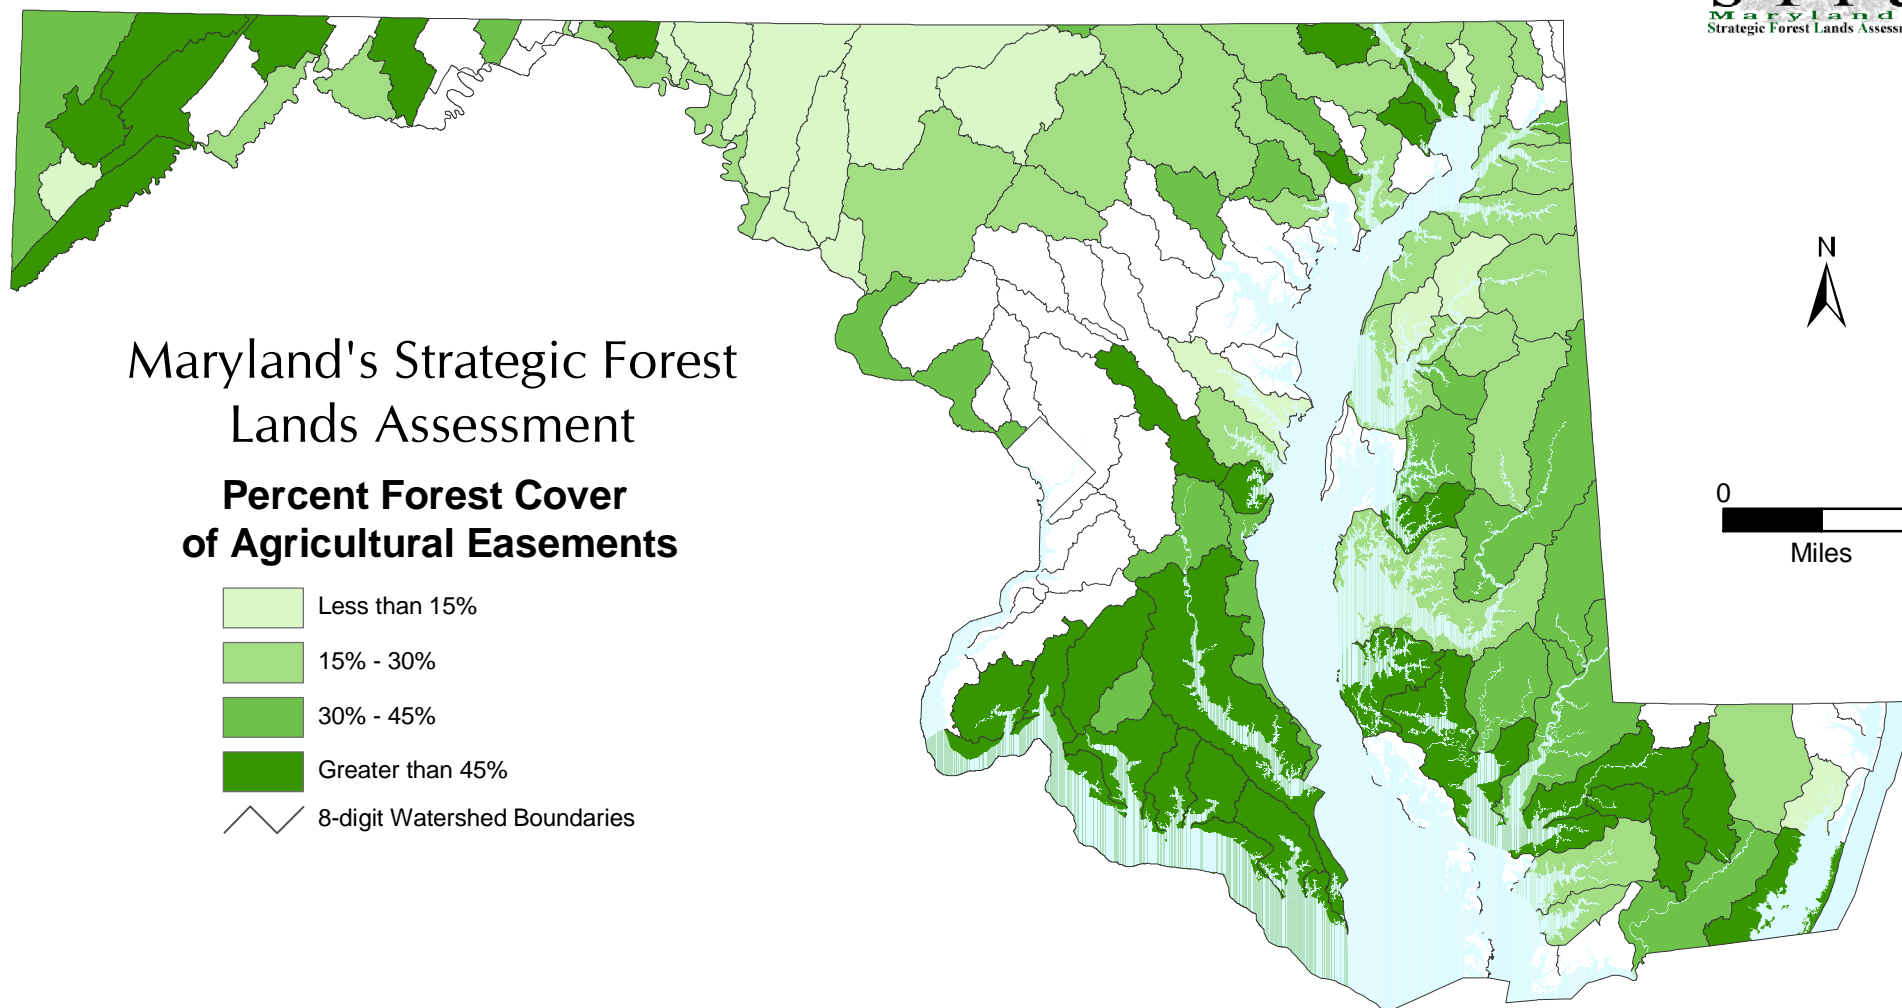 Maryland
Strategic Forest Lands
N
Maryland's Strategic Forest
Lands Assessment
Percent Forest Cover
of Agricultural Easements
0
Miles
Less than 15%
15% - 30%
30% - 45%
Greater than 45%
8-digit Watershed Boundaries